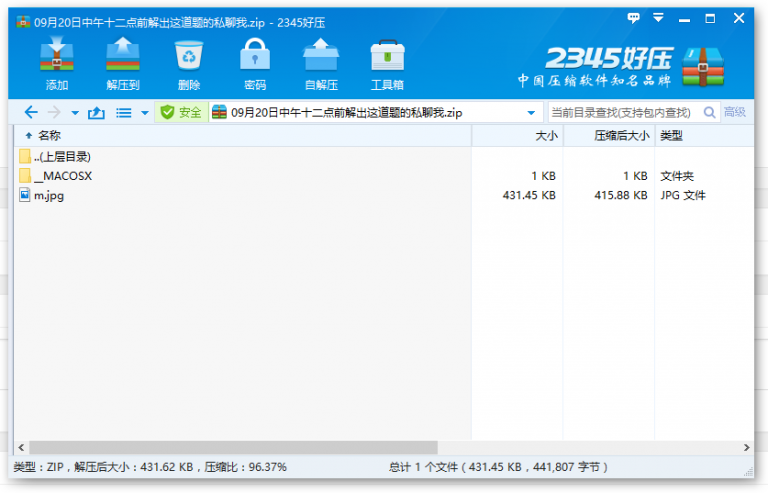 09月20日中午十二点前解出这道题的私聊我.zip - 2345好压
添加 解压到 删除 密码 自解压 工具箱
2345好压
中国压缩软件知名品牌
安全 09月20日中午十二点前解出这道题的私聊我.zip 当前目录查找(支持包内查找) 高级
名称 大小 压缩后大小 类型
..(上层目录)
__MACOSX 1 KB 1 KB 文件夹
m.jpg 431.45 KB 415.88 KB JPG 文件
类型：ZIP，解压后大小：431.62 KB，压缩比：96.37% 总计 1 个文件（431.45 KB，441,807 字节）